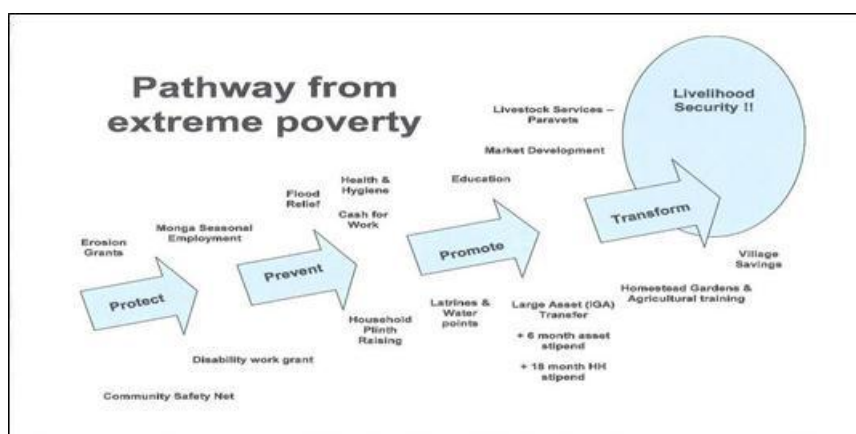 Pathway from
extreme poverty
Livelihood
Security !!
Livestock Services –
Paravets
Market Development
Education
Health &
Hygiene
Flood
Relief
Cash for
Work
Monga Seasonal
Employment
Erosion
Grants
Protect
Prevent
Promote
Transform
Village
Savings
Homestead Gardens &
Agricultural training
Latrines &
Water
points
Large Asset (IGA)
Transfer
+ 6 month asset
stipend
+ 18 month HH
stipend
Household
Plinth
Raising
Disability work grant
Community Safety Net